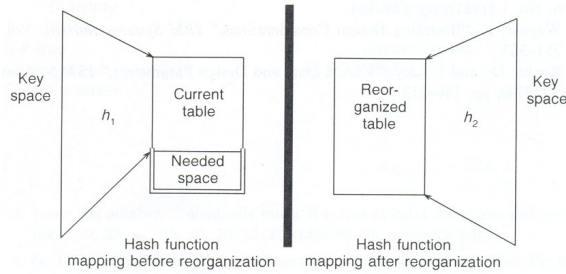 Key
space
h1
Current
table
Needed
space
Hash function
mapping before reorganization
Reor-
ganized
table
h2
Key
space
Hash function
mapping after reorganization